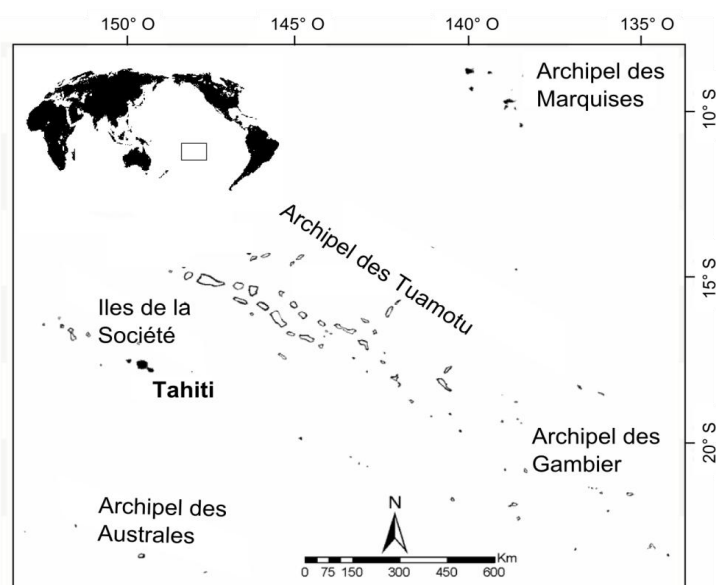 150° O 145° O 140° O 135° O
Archipel des
Marquises
10° S
Archipel des Tuamotu
15° S
Iles de la
Société
Tahiti
Archipel des
Gambier
20° S
Archipel des
Australes
N
Km
0 75 150 300 450 600